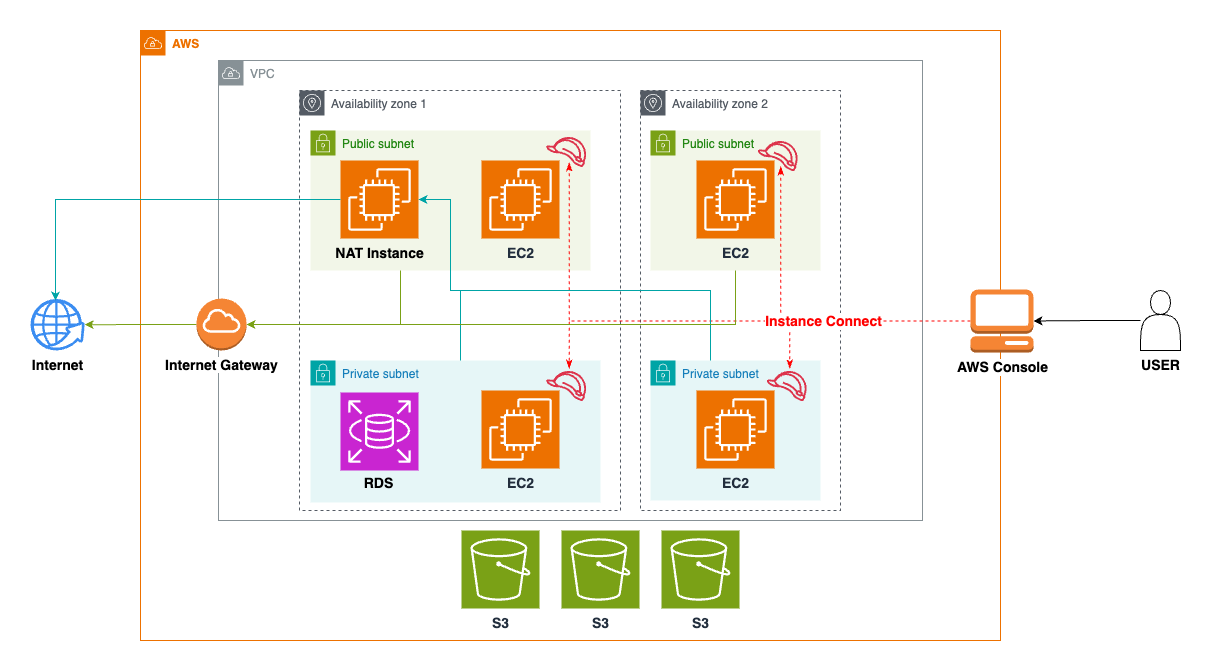 AWS
VPC
Availability zone 1
Availability zone 2
Public subnet
Public subnet
NAT Instance
EC2
EC2
Internet
Internet Gateway
Instance Connect
AWS Console
USER
Private subnet
Private subnet
RDS
EC2
EC2
S3
S3
S3